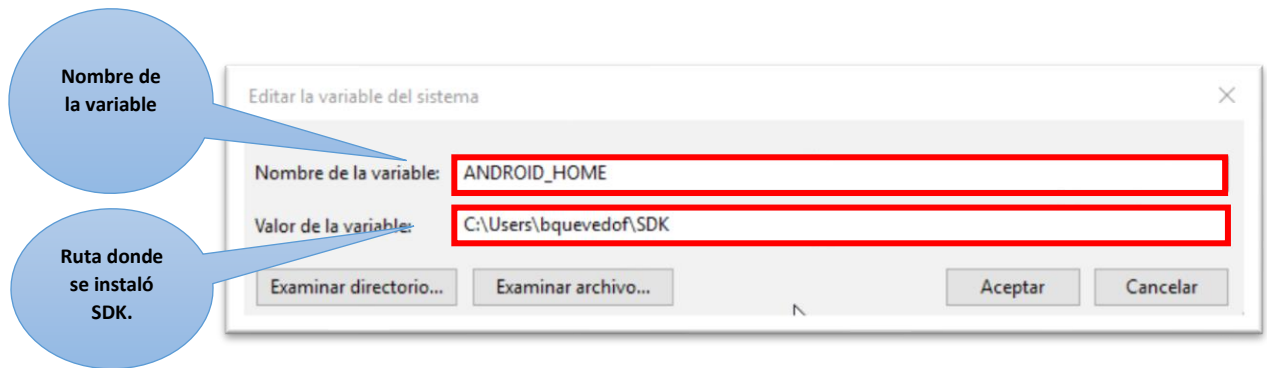 Nombre de
la variable
Editar la variable del sistema
Nombre de la variable: ANDROID_HOME
Valor de la variable: C:\Users\bquevedof\SDK
Ruta donde
se instaló
SDK.
Examinar directorio... Examinar archivo... Aceptar Cancelar